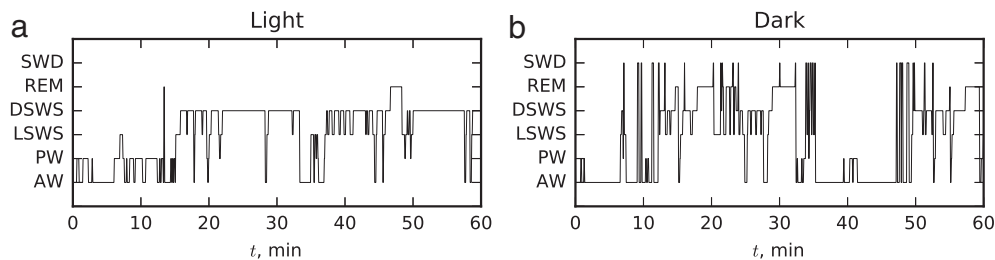 a
Light
SWD
REM
DSWS
LSWS
PW
AW
0 10 20 30 40 50 60
t, min
b
Dark
SWD
REM
DSWS
LSWS
PW
AW
0 10 20 30 40 50 60
t, min